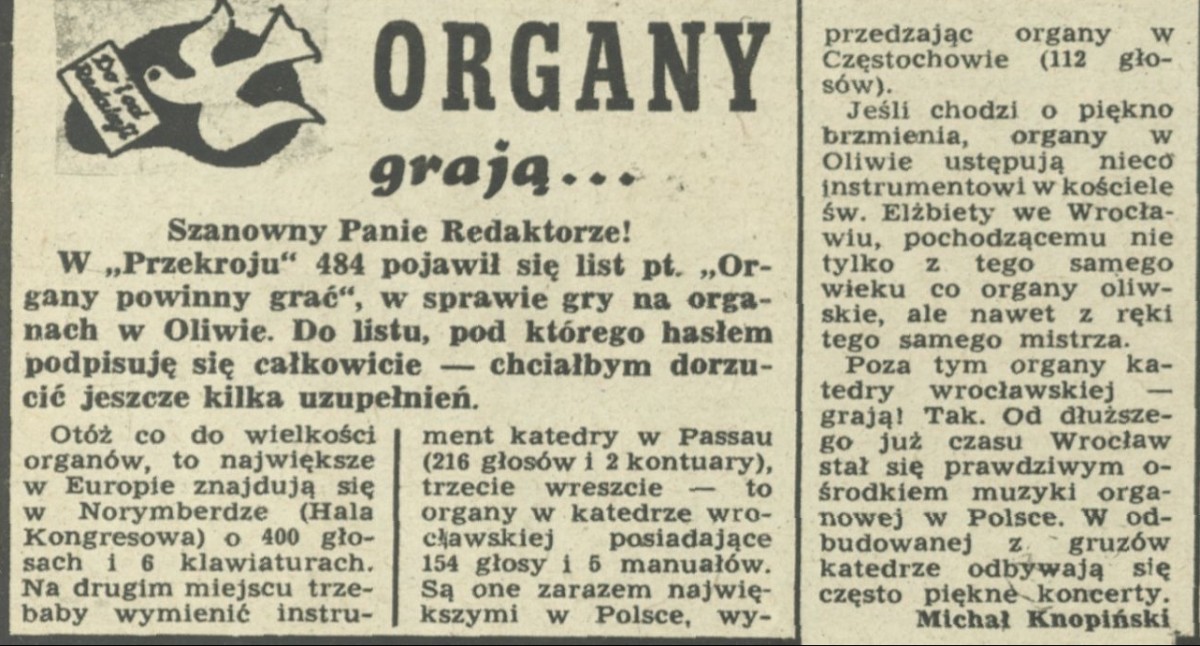 Do i od
Redakcji
ORGANY
grają...
Szanowny Panie Redaktorze!
W „Przekroju“ 484 pojawił się list pt. „Or-
gany powinny grać“, w sprawie gry na orga-
nach w Oliwie. Do listu, pod którego hasłem
podpisuję się całkowicie — chciałbym dorzu-
cić jeszcze kilka uzupełnień.
Otóż co do wielkości
organów, to największe
w Europie znajdują się
w Norymberdze (Hala
Kongresowa) o 400 gło-
sach i 6 klawiaturach.
Na drugim miejscu trze-
baby wymienić instru-
ment katedry w Passau
(216 głosów i 2 kontuary),
trzecie wreszcie — to
organy w katedrze wro-
cławskiej posiadające
154 głosy i 5 manuałów.
Są one zarazem najwię-
kszymi w Polsce, wy-
przedzając organy w
Częstochowie (112 gło-
sów).
Jeśli chodzi o piękno
brzmienia, organy w
Oliwie ustępują nieco
instrumentowi w kościele
św. Elżbiety we Wrocła-
wiu, pochodzącemu nie
tylko z tego samego
wieku co organy oliw-
skie, ale nawet z ręki
tego samego mistrza.
Poza tym organy ka-
tedry wrocławskiej —
grają! Tak. Od dłuższe-
go już czasu Wrocław
stał się prawdziwym o-
środkiem muzyki orga-
nowej w Polsce. W od-
budowanej z gruzów
katedrze odbywają się
często piękne koncerty.
Michał Knopiński